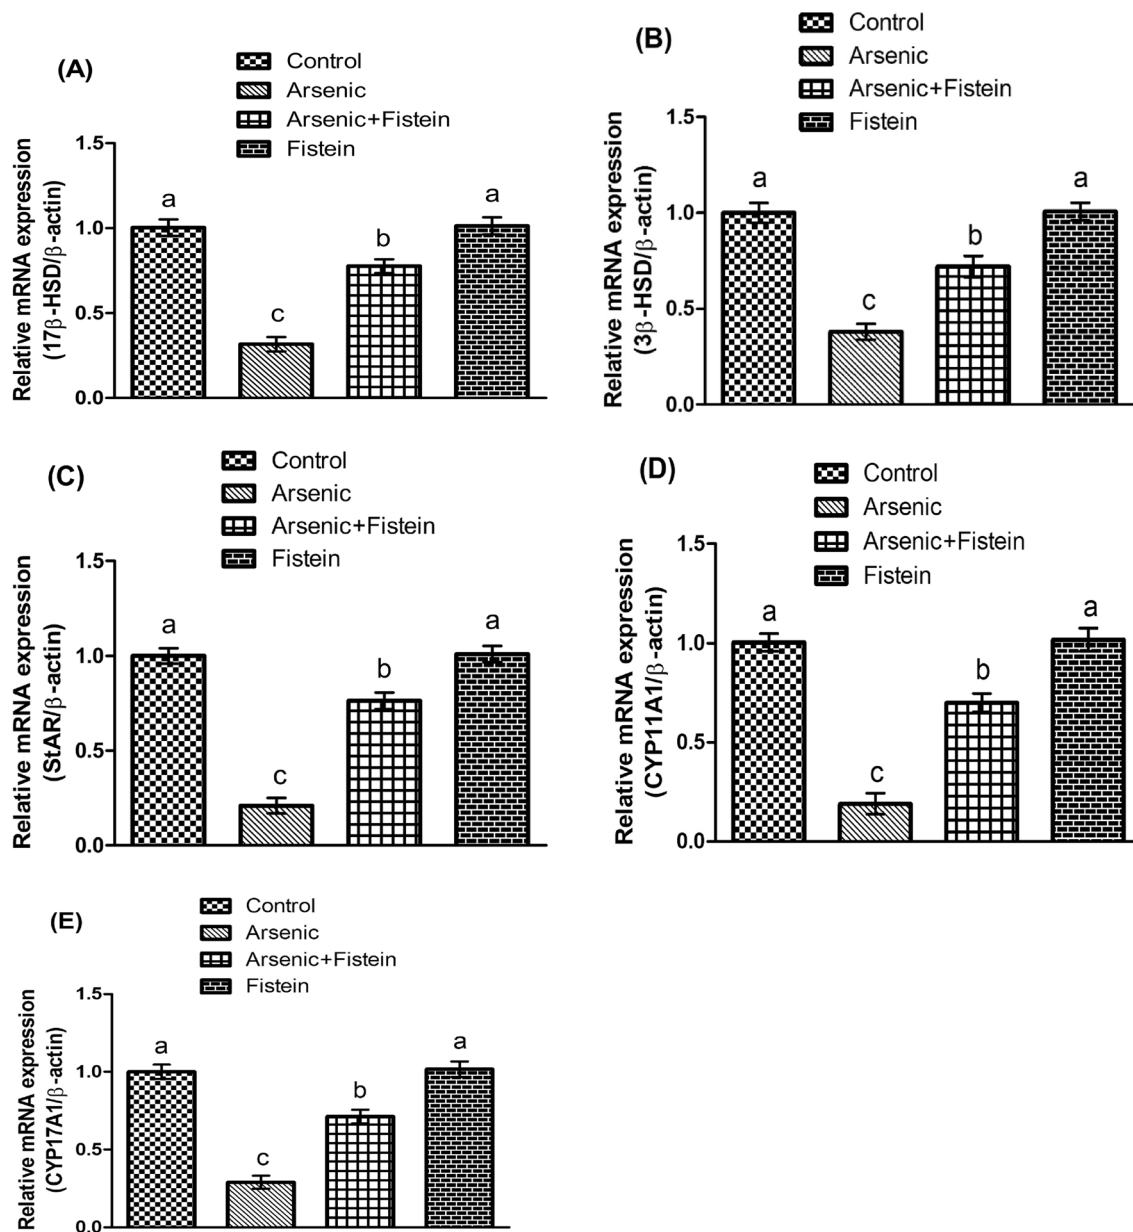 (A)
Control
Arsenic
Arsenic+Fistein
Fistein
Relative mRNA expression
(17β-HSD/β-actin)
1.5
1.0
0.5
0.0
a
c
b
a
(B)
Control
Arsenic
Arsenic+Fistein
Fistein
Relative mRNA expression
(3β-HSD/β-actin)
1.5
1.0
0.5
0.0
a
c
b
a
(C)
Control
Arsenic
Arsenic+Fistein
Fistein
Relative mRNA expression
(StAR/β-actin)
1.5
1.0
0.5
0.0
a
c
b
a
(D)
Control
Arsenic
Arsenic+Fistein
Fistein
Relative mRNA expression
(CYP11A1/β-actin)
1.5
1.0
0.5
0.0
a
c
b
a
(E)
Control
Arsenic
Arsenic+Fistein
Fistein
Relative mRNA expression
(CYP17A1/β-actin)
1.5
1.0
0.5
0.0
a
c
b
a